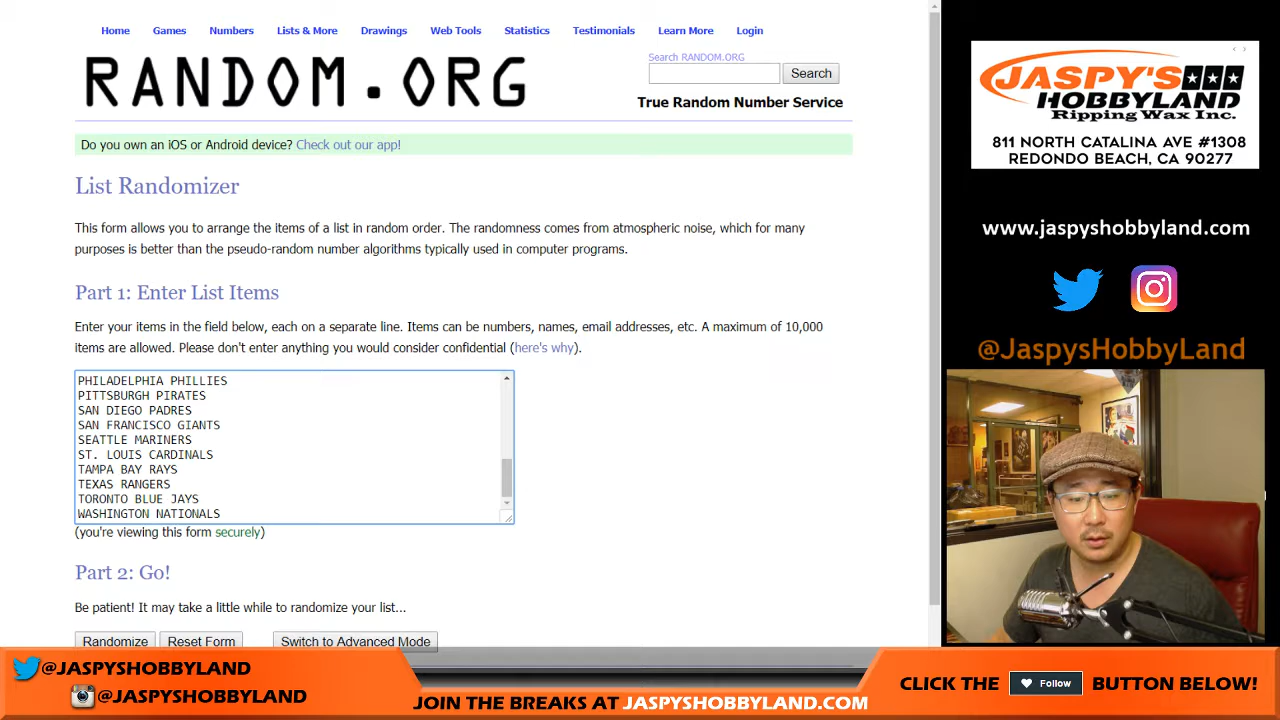 Home Games Numbers Lists & More Drawings Web Tools Statistics Testimonials Learn More Login
RANDOM.ORG
Search RANDOM.ORG
Search
True Random Number Service
Do you own an iOS or Android device? Check out our app!
List Randomizer
This form allows you to arrange the items of a list in random order. The randomness comes from atmospheric noise, which for many
purposes is better than the pseudo-random number algorithms typically used in computer programs.
Part 1: Enter List Items
Enter your items in the field below, each on a separate line. Items can be numbers, names, email addresses, etc. A maximum of 10,000
items are allowed. Please don't enter anything you would consider confidential (here's why).
PHILADELPHIA PHILLIES
PITTSBURGH PIRATES
SAN DIEGO PADRES
SAN FRANCISCO GIANTS
SEATTLE MARINERS
ST. LOUIS CARDINALS
TAMPA BAY RAYS
TEXAS RANGERS
TORONTO BLUE JAYS
WASHINGTON NATIONALS
(you're viewing this form securely)
Part 2: Go!
Be patient! It may take a little while to randomize your list...
Randomize Reset Form Switch to Advanced Mode
JASPY'S
HOBBYLAND
Ripping Wax Inc.
811 NORTH CATALINA AVE #1308
REDONDO BEACH, CA 90277
www.jaspyshobbyland.com
@JaspysHobbyLand
@JASPYSHOBBYLAND
@JASPYSHOBBYLAND
JOIN THE BREAKS AT JASPYSHOBBYLAND.COM
CLICK THE Follow BUTTON BELOW!